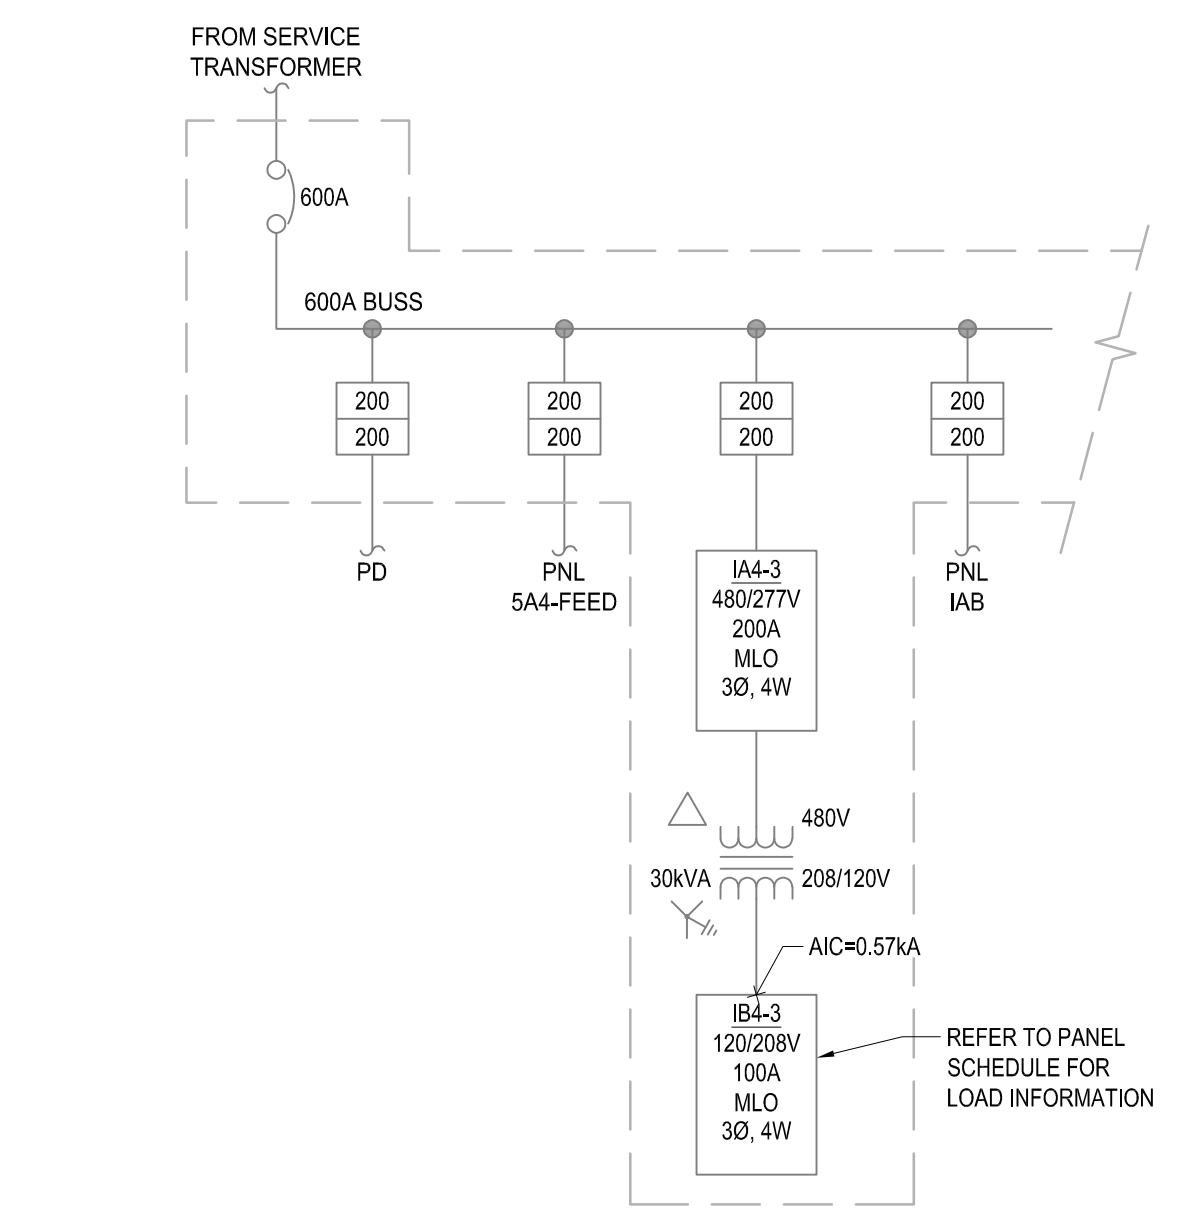 FROM SERVICE
TRANSFORMER
600A
600A BUSS
200
200
200
200
200
200
200
200
PD
PNL
5A4-FEED
IA4-3
480/277V
200A
MLO
3Ø, 4W
PNL
IAB
480V
30kVA
208/120V
AIC=0.57kA
IB4-3
120/208V
100A
MLO
3Ø, 4W
REFER TO PANEL
SCHEDULE FOR
LOAD INFORMATION